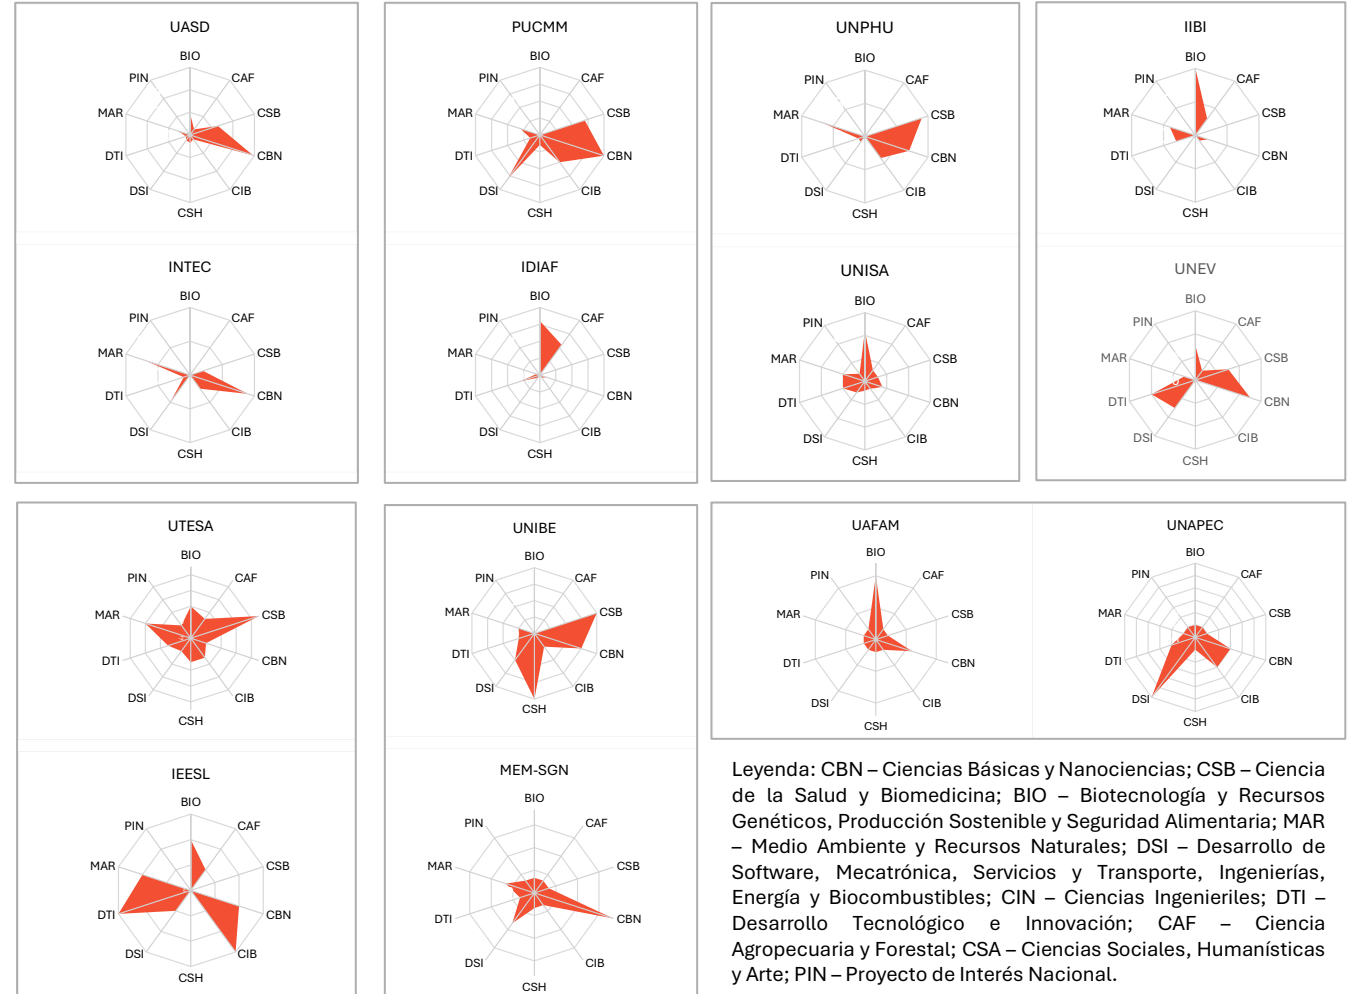 UASD
BIO
CAF
CSB
CBN
CIB
CSH
DSI
DTI
MAR
PIN
INTEC
BIO
CAF
CSB
CBN
CIB
CSH
DSI
DTI
MAR
PIN
PUCMM
BIO
CAF
CSB
CBN
CIB
CSH
DSI
DTI
MAR
PIN
IDIAF
BIO
CAF
CSB
CBN
CIB
CSH
DSI
DTI
MAR
PIN
UNPHU
BIO
CAF
CSB
CBN
CIB
CSH
DSI
DTI
MAR
PIN
UNISA
BIO
CAF
CSB
CBN
CIB
CSH
DSI
DTI
MAR
PIN
IIBI
BIO
CAF
CSB
CBN
CIB
CSH
DSI
DTI
MAR
PIN
UNEV
BIO
CAF
CSB
CBN
CIB
CSH
DSI
DTI
MAR
PIN
UTESA
BIO
CAF
CSB
CBN
CIB
CSH
DSI
DTI
MAR
PIN
IEESL
BIO
CAF
CSB
CBN
CIB
CSH
DSI
DTI
MAR
PIN
UNIBE
BIO
CAF
CSB
CBN
CIB
CSH
DSI
DTI
MAR
PIN
MEM-SGN
BIO
CAF
CSB
CBN
CIB
CSH
DSI
DTI
MAR
PIN
UAFAM
BIO
CAF
CSB
CBN
CIB
CSH
DSI
DTI
MAR
PIN
UNAPEC
BIO
CAF
CSB
CBN
CIB
CSH
DSI
DTI
MAR
PIN
Leyenda: CBN – Ciencias Básicas y Nanociencias; CSB – Ciencia
de la Salud y Biomedicina; BIO – Biotecnología y Recursos
Genéticos, Producción Sostenible y Seguridad Alimentaria; MAR
– Medio Ambiente y Recursos Naturales; DSI – Desarrollo de
Software, Mecatrónica, Servicios y Transporte, Ingenierías,
Energía y Biocombustibles; CIN – Ciencias Ingenieriles; DTI –
Desarrollo Tecnológico e Innovación; CAF – Ciencia
Agropecuaria y Forestal; CSA – Ciencias Sociales, Humanísticas
y Arte; PIN – Proyecto de Interés Nacional.